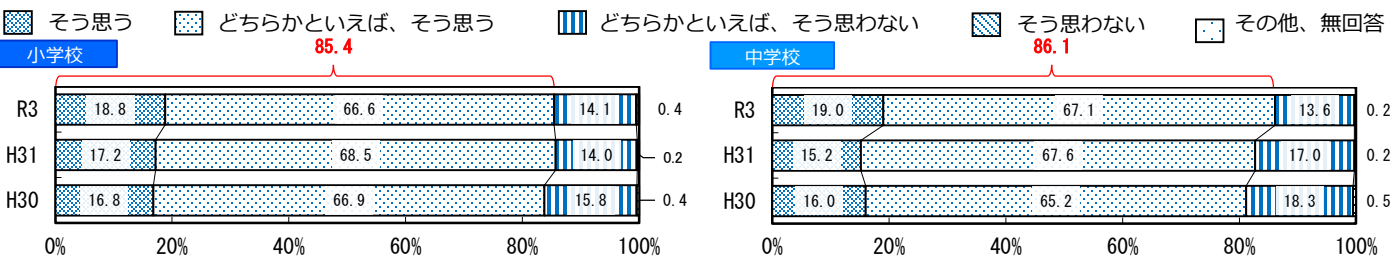 そう思う どちらかといえば、そう思う どちらかといえば、そう思わない そう思わない その他、無回答
小学校
85.4
R3 18.8 66.6 14.1 0.4
H31 17.2 68.5 14.0 0.2
H30 16.8 66.9 15.8 0.4
0% 20% 40% 60% 80% 100%
中学校
86.1
R3 19.0 67.1 13.6 0.2
H31 15.2 67.6 17.0 0.2
H30 16.0 65.2 18.3 0.5
0% 20% 40% 60% 80% 100%